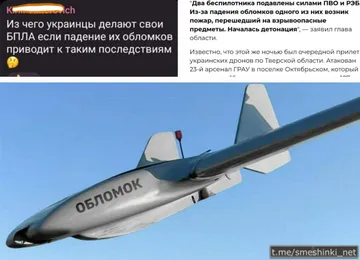 Из чего украинцы делают свои
БПЛА если падение их обломков
приводит к таким последствиям
"Два беспилотника подавлены силами ПВО и РЭБ
Из-за падения обломков одного из них возник
пожар, перешедший на взрывоопасные
предметы. Началась детонация", — заявил глава
области.
Известно, что этой же ночью был очередной прилет
украинских дронов по Тверской области. Атакован
23-й арсенал ГРАУ в поселке Октябрьском, который
ОБЛОМОК
t.me/smeshinki_net